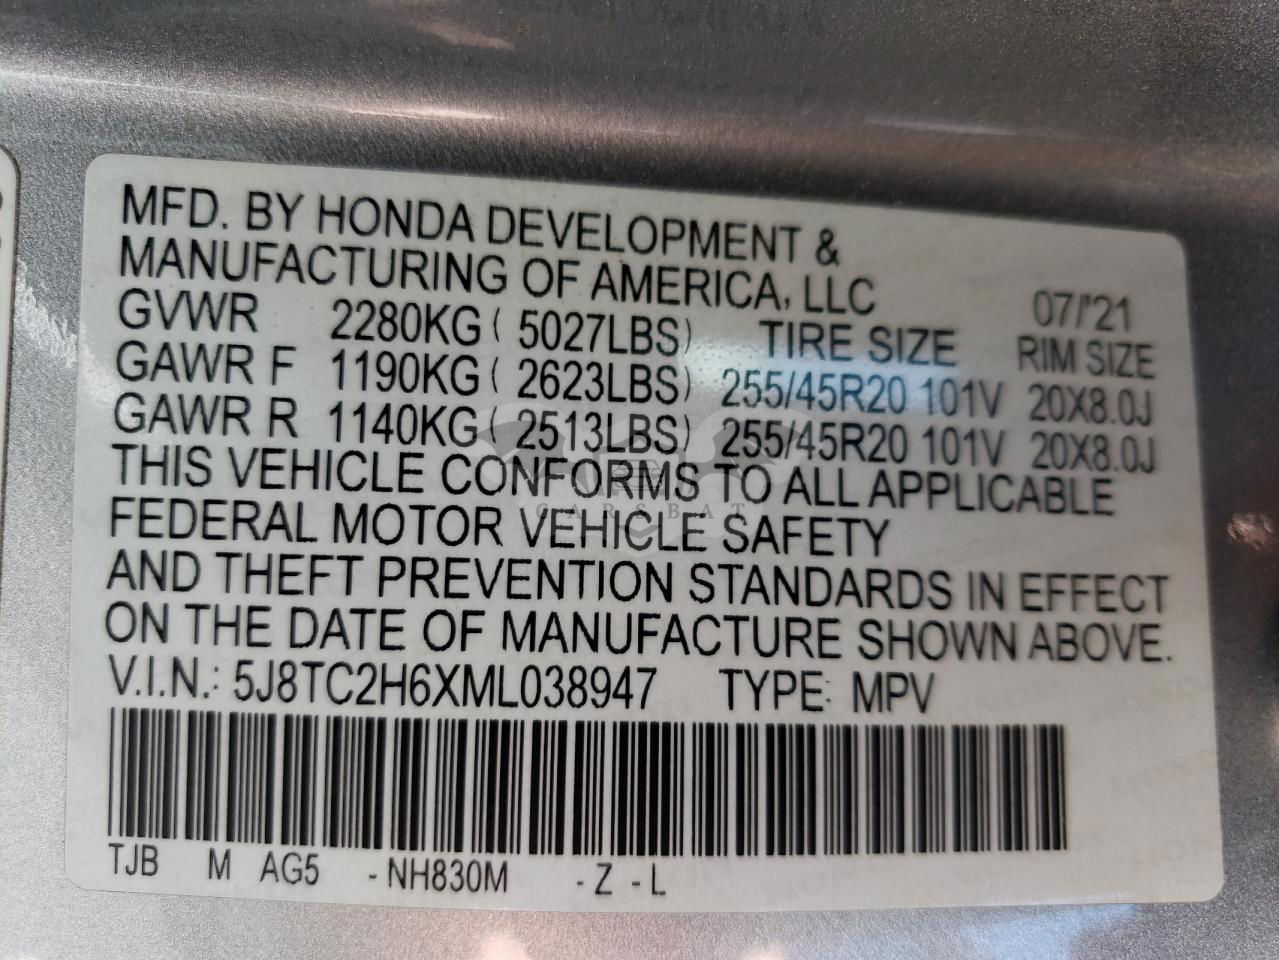 MFD. BY HONDA DEVELOPMENT &
MANUFACTURING OF AMERICA, LLC 07/'21
GVWR 2280KG ( 5027LBS) TIRE SIZE RIM SIZE
GAWR F 1190KG ( 2623LBS) 255/45R20 101V 20X8.0J
GAWR R 1140KG ( 2513LBS) 255/45R20 101V 20X8.0J
THIS VEHICLE CONFORMS TO ALL APPLICABLE
CARSBAT
FEDERAL MOTOR VEHICLE SAFETY
AND THEFT PREVENTION STANDARDS IN EFFECT
ON THE DATE OF MANUFACTURE SHOWN ABOVE.
V.I.N.: 5J8TC2H6XML038947 TYPE: MPV
TJB M AG5 -NH830M -Z -L